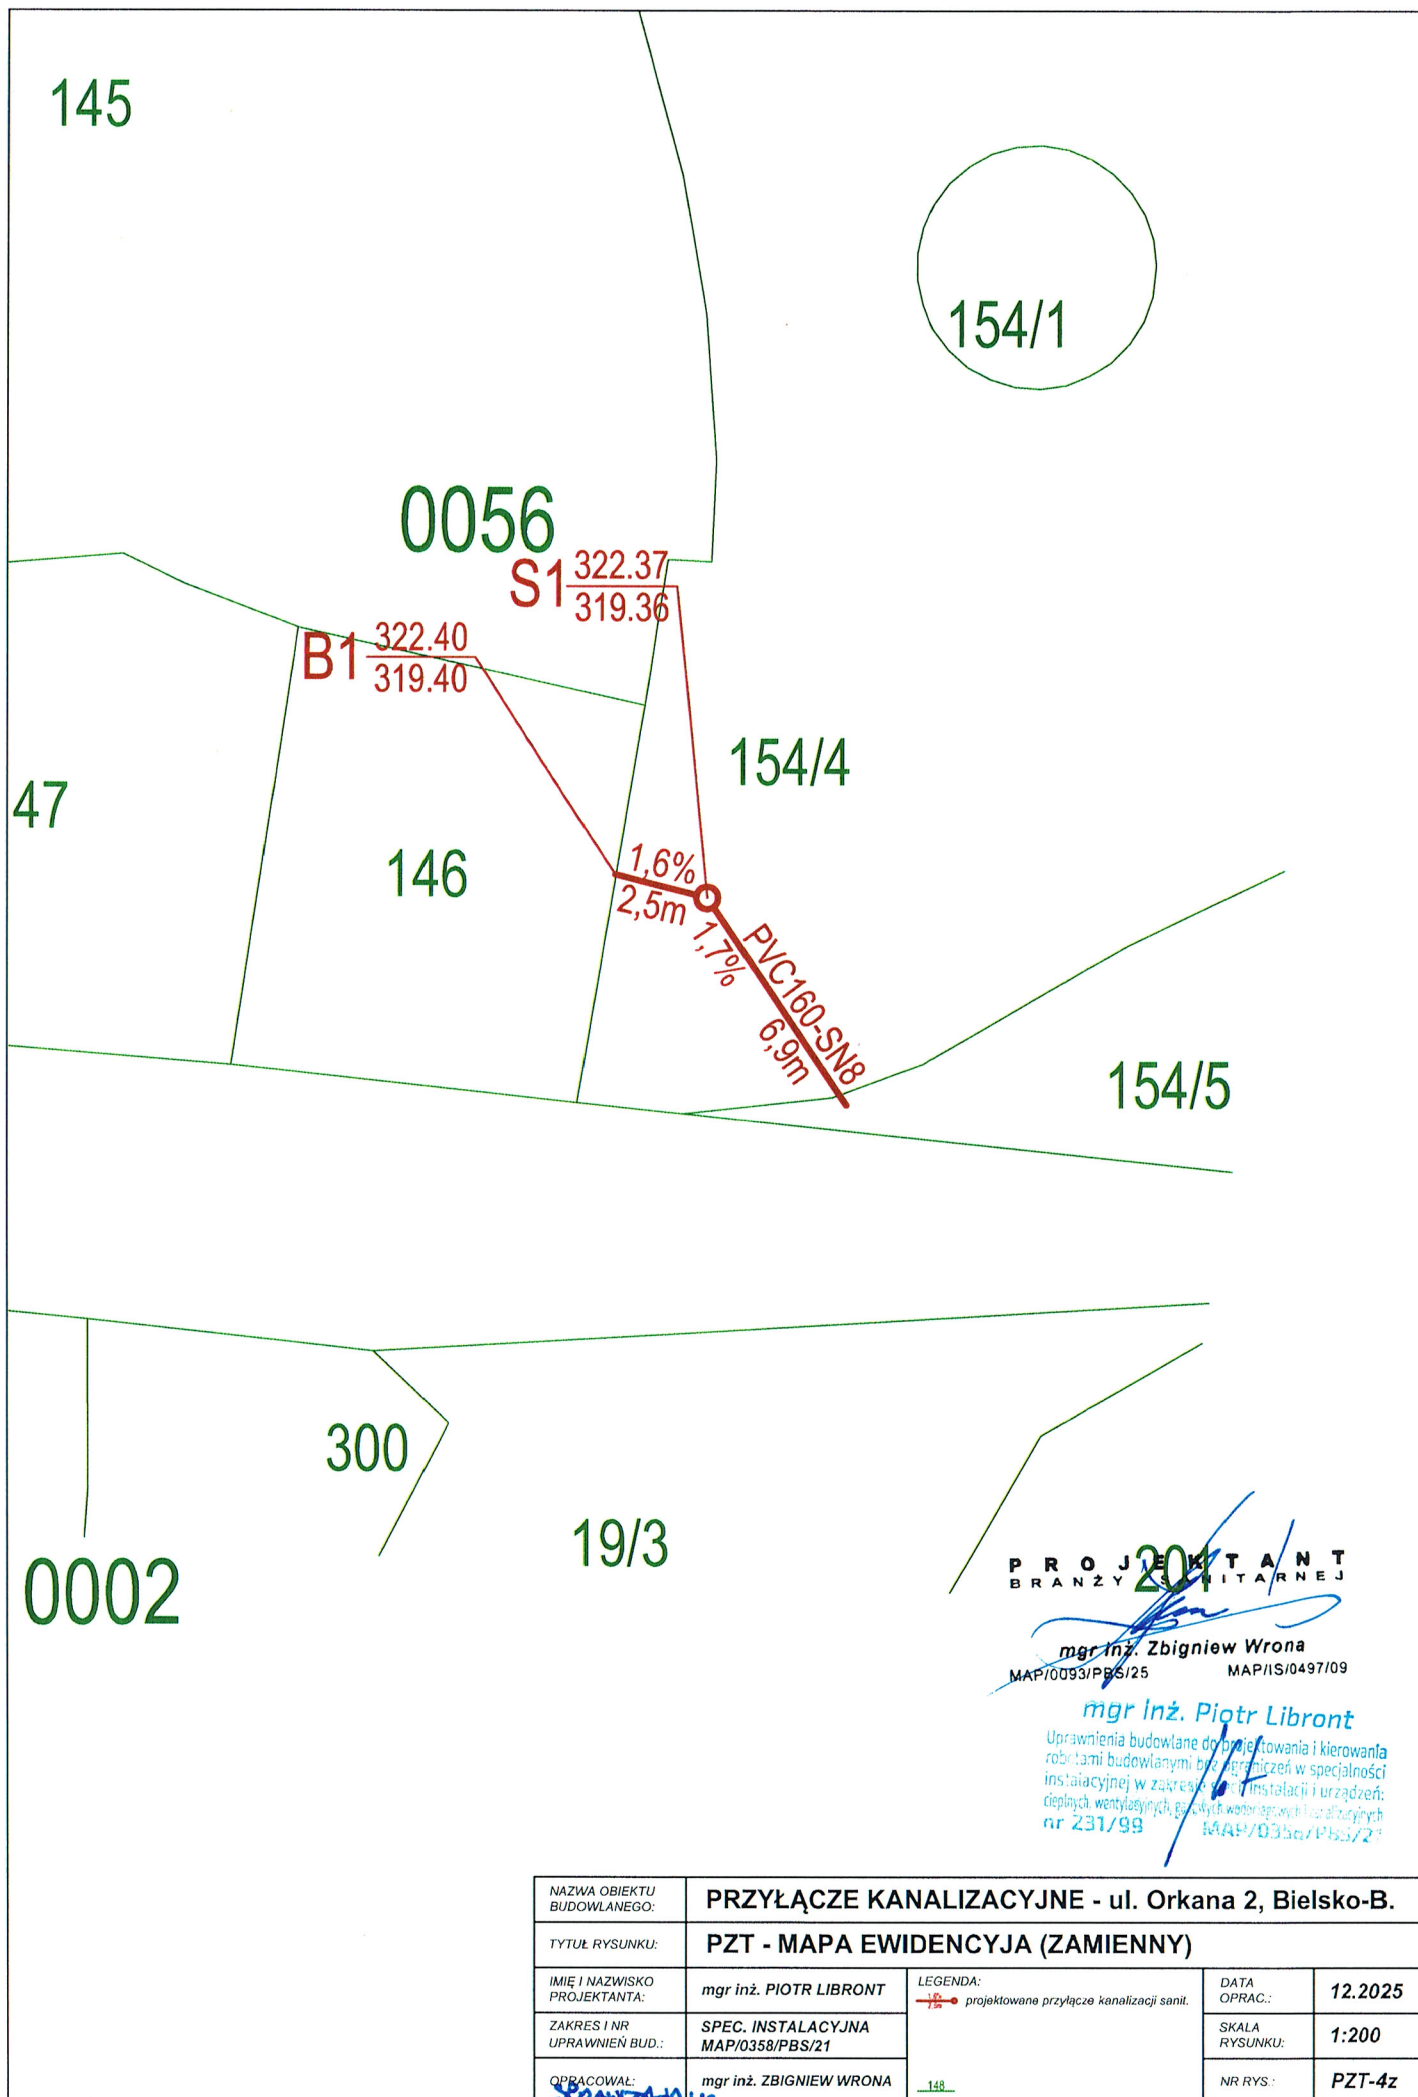 145
154/1
0056
S1 322.37
319.36
B1 322.40
319.40
154/4
47
146
1,6%
2,5m
1,7%
PVC160-SN8
6,9m
154/5
300
19/3
0002
201
PROJEKTANT
BRANŻY SANITARNEJ
mgr inż. Zbigniew Wrona
MAP/0093/PBS/25 MAP/IS/0497/09
mgr inż. Piotr Libront
Uprawnienia budowlane do projektowania i kierowania
robotami budowlanymi bez ograniczeń w specjalności
instalacyjnej w zakresie sieci instalacji i urządzeń:
cieplnych, wentylacyjnych, gazowych
nr 231/99
NAZWA OBIEKTU
BUDOWLANEGO:
PRZYŁĄCZE KANALIZACYJNE - ul. Orkana 2, Bielsko-B.
TYTUŁ RYSUNKU:
PZT - MAPA EWIDENCYJA (ZAMIENNY)
IMIĘ I NAZWISKO
PROJEKTANTA:
mgr inż. PIOTR LIBRONT
LEGENDA:
projektowane przyłącze kanalizacji sanit.
DATA
OPRAC.:
12.2025
ZAKRES I NR
UPRAWNIEŃ BUD.:
SPEC. INSTALACYJNA
MAP/0358/PBS/21
SKALA
RYSUNKU:
1:200
OPRACOWAŁ:
mgr inż. ZBIGNIEW WRONA
148
NR RYS.:
PZT-4z